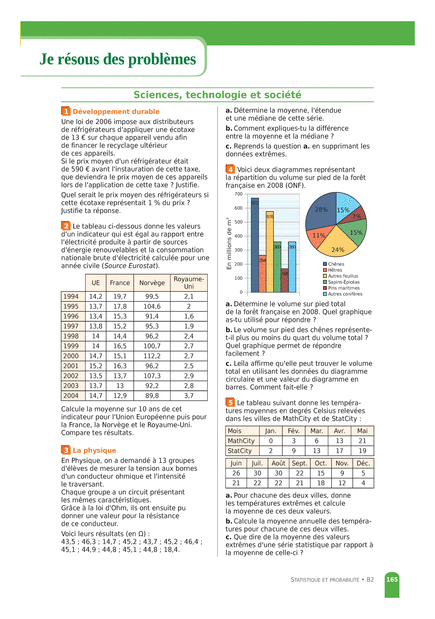 Je résous des problèmes
Sciences, technologie et société
1 Développement durable
Une loi de 2006 impose aux distributeurs
de réfrigérateurs d'appliquer une écotaxe
de 13 € sur chaque appareil vendu afin
de financer le recyclage ultérieur
de ces appareils.
Si le prix moyen d'un réfrigérateur était
de 590 € avant l'instauration de cette taxe,
que deviendra le prix moyen de ces appareils
lors de l'application de cette taxe ? Justifie.
Quel serait le prix moyen des réfrigérateurs si
cette écotaxe représentait 1 % du prix ?
Justifie ta réponse.
2 Le tableau ci-dessous donne les valeurs
d'un indicateur qui est égal au rapport entre
l'électricité produite à partir de sources
d'énergie renouvelables et la consommation
nationale brute d'électricité calculée pour une
année civile (Source Eurostat).
UE France Norvège Royaume-Uni
1994 14,2 19,7 99,5 2,1
1995 13,7 17,8 104,6 2
1996 13,4 15,3 91,4 1,6
1997 13,8 15,2 95,3 1,9
1998 14 14,4 96,2 2,4
1999 14 16,5 100,7 2,7
2000 14,7 15,1 112,2 2,7
2001 15,2 16,3 96,2 2,5
2002 13,5 13,7 107,3 2,9
2003 13,7 13 92,2 2,8
2004 14,7 12,9 89,8 3,7
Calcule la moyenne sur 10 ans de cet
indicateur pour l'Union Européenne puis pour
la France, la Norvège et le Royaume-Uni.
Compare tes résultats.
3 La physique
En Physique, on a demandé à 13 groupes
d'élèves de mesurer la tension aux bornes
d'un conducteur ohmique et l'intensité
le traversant.
Chaque groupe a un circuit présentant
les mêmes caractéristiques.
Grâce à la loi d'Ohm, ils ont ensuite pu
donner une valeur pour la résistance
de ce conducteur.
Voici leurs résultats (en Ω) :
43,5 ; 46,3 ; 14,7 ; 45,2 ; 43,7 ; 45,2 ; 46,4 ;
45,1 ; 44,9 ; 44,8 ; 45,1 ; 44,8 ; 18,4.
a. Détermine la moyenne, l'étendue
et une médiane de cette série.
b. Comment expliques-tu la différence
entre la moyenne et la médiane ?
c. Reprends la question a. en supprimant les
données extrêmes.
4 Voici deux diagrammes représentant
la répartition du volume sur pied de la forêt
française en 2008 (ONF).
En millions de m³
700
600
500
400
300
200
100
0
28%
15%
7%
15%
24%
11%
Chênes
Hêtres
Autres feuillus
Sapins-Epicéas
Pins maritimes
Autres conifères
a. Détermine le volume sur pied total
de la forêt française en 2008. Quel graphique
as-tu utilisé pour répondre ?
b. Le volume sur pied des chênes représente-
t-il plus ou moins du quart du volume total ?
Quel graphique permet de répondre
facilement ?
c. Leila affirme qu'elle peut trouver le volume
total en utilisant les données du diagramme
circulaire et une valeur du diagramme en
barres. Comment fait-elle ?
5 Le tableau suivant donne les tempéra-
tures moyennes en degrés Celsius relevées
dans les villes de MathCity et de StatCity :
Mois Jan. Fév. Mar. Avr. Mai
MathCity 0 3 6 13 21
StatCity 2 9 13 17 19
Juin Juil. Août Sept. Oct. Nov. Déc.
26 30 30 22 15 9 5
21 22 22 21 18 12 4
a. Pour chacune des deux villes, donne
les températures extrêmes et calcule
la moyenne de ces deux valeurs.
b. Calcule la moyenne annuelle des tempéra-
tures pour chacune de ces deux villes.
c. Que dire de la moyenne des valeurs
extrêmes d'une série statistique par rapport à
la moyenne de celle-ci ?
STATISTIQUE ET PROBABILITÉ • B2 165